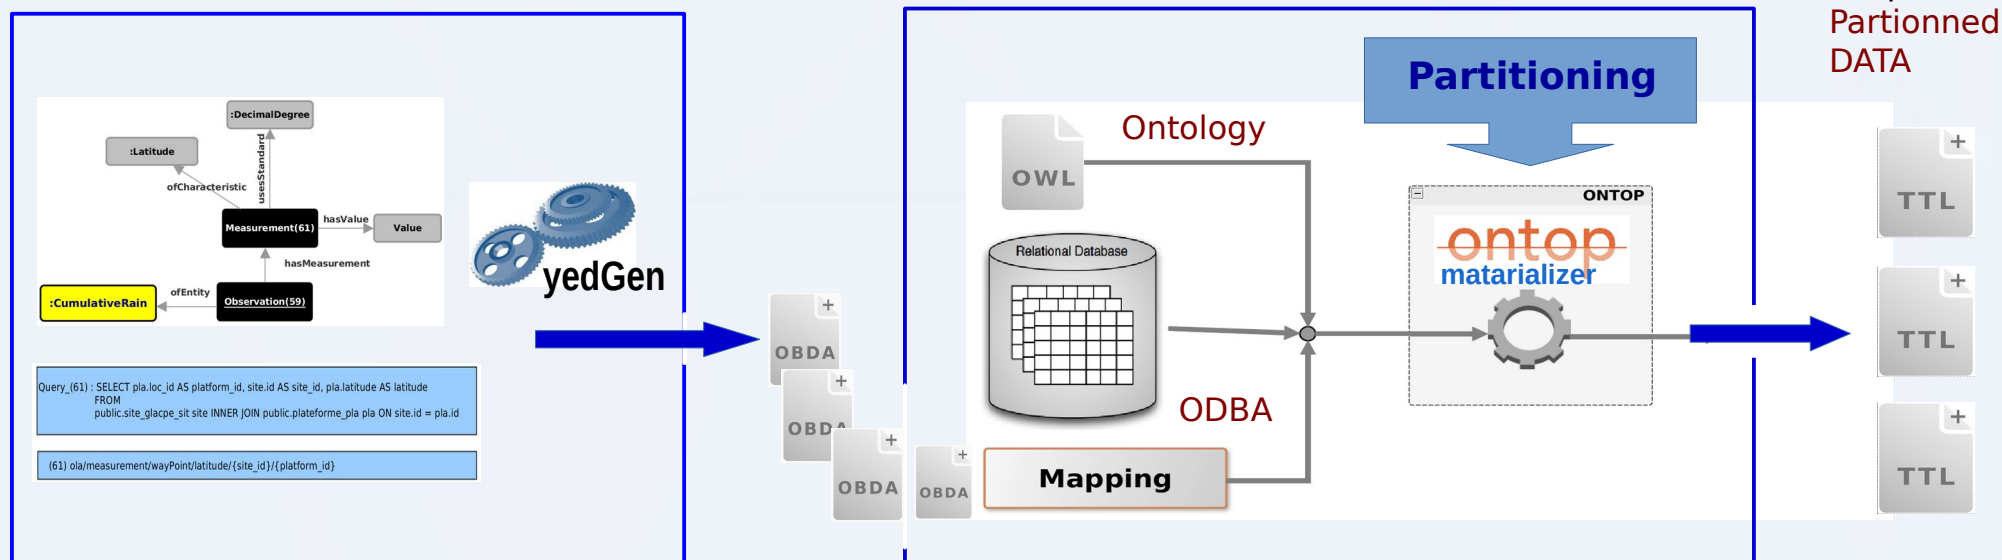 :DecimalDegree
:Latitude
usesStandard
ofCharacteristic
Measurement(61)
hasValue
Value
hasMeasurement
ofEntity
:CumulativeRain
Observation(59)
yedGen
Query_(61) : SELECT pla.loc_id AS platform_id, site.id AS site_id, pla.latitude AS latitude
FROM
public.site_glacpe_sit site INNER JOIN public.plateforme_pla pla ON site.id = pla.id
(61) ola/measurement/wayPoint/latitude/{site_id}/{platform_id}
OBDA
OBDA
OBDA
OBDA
Partitioning
Ontology
OWL
Relational Database
ODBA
Mapping
ONTOP
ontop
matarializer
Partionned
DATA
TTL
TTL
TTL